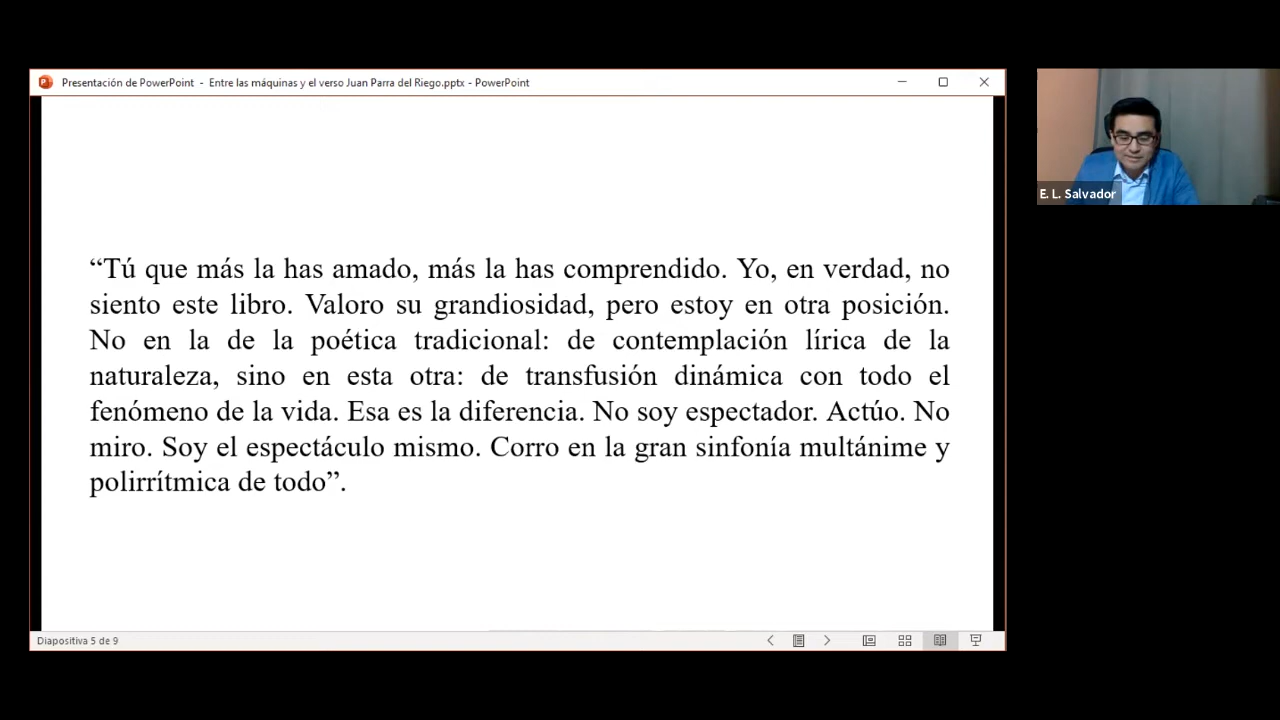 Presentación de PowerPoint - Entre las máquinas y el verso Juan Parra del Riego.pptx - PowerPoint
“Tú que más la has amado, más la has comprendido. Yo, en verdad, no
siento este libro. Valoro su grandiosidad, pero estoy en otra posición.
No en la de la poética tradicional: de contemplación lírica de la
naturaleza, sino en esta otra: de transfusión dinámica con todo el
fenómeno de la vida. Esa es la diferencia. No soy espectador. Actúo. No
miro. Soy el espectáculo mismo. Corro en la gran sinfonía multánime y
polirrítmica de todo”.
Diapositiva 5 de 9
E. L. Salvador